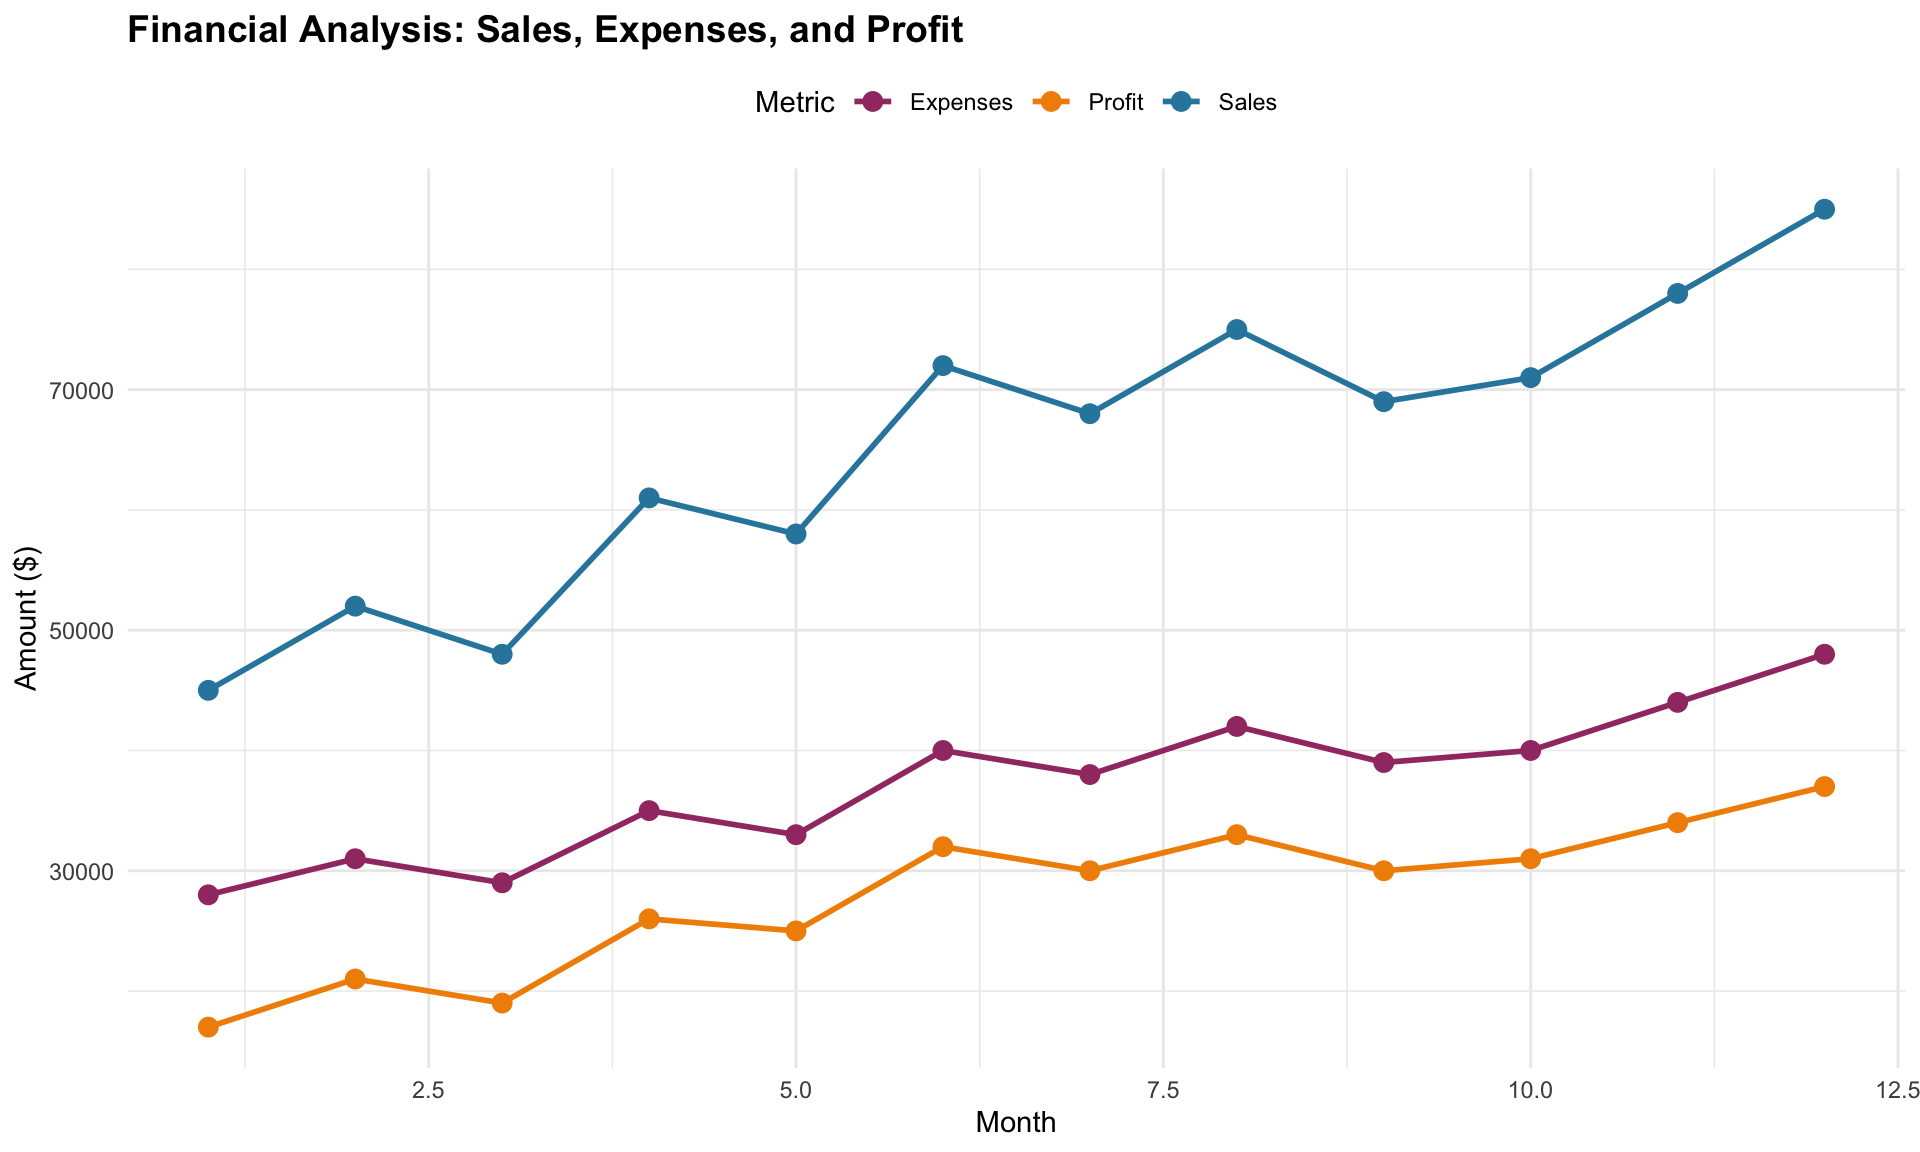 Financial Analysis: Sales, Expenses, and Profit
Metric Expenses Profit Sales
Amount ($)
70000
50000
30000
2.5 5.0 7.5 10.0 12.5
Month